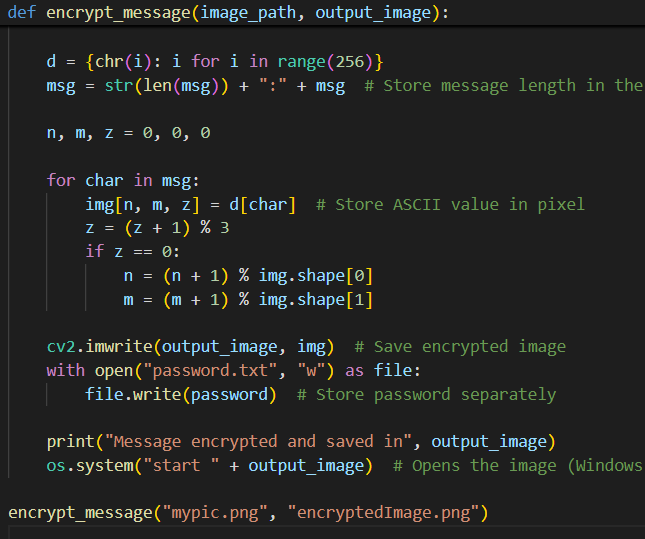 def encrypt_message(image_path, output_image):
d = {chr(i): i for i in range(256)}
msg = str(len(msg)) + ":" + msg  # Store message length in the
n, m, z = 0, 0, 0
for char in msg:
img[n, m, z] = d[char]  # Store ASCII value in pixel
z = (z + 1) % 3
if z == 0:
n = (n + 1) % img.shape[0]
m = (m + 1) % img.shape[1]
cv2.imwrite(output_image, img)  # Save encrypted image
with open("password.txt", "w") as file:
file.write(password)  # Store password separately
print("Message encrypted and saved in", output_image)
os.system("start " + output_image)  # Opens the image (Windows
encrypt_message("mypic.png", "encryptedImage.png")